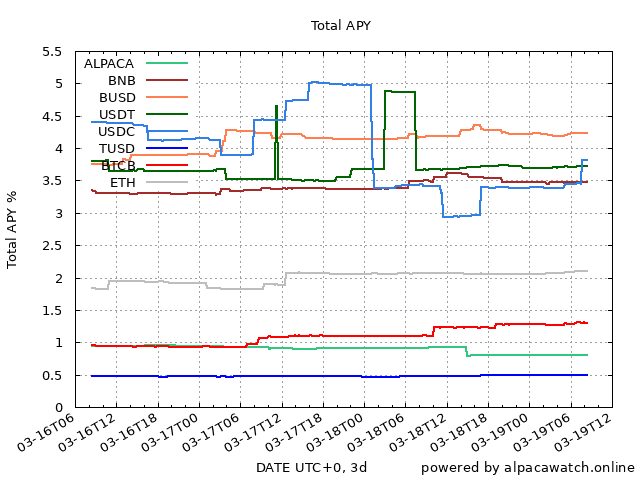 Total APY
Total APY %
5.5
5
4.5
4
3.5
3
2.5
2
1.5
1
0.5
0
ALPACA
BNB
BUSD
USDT
USDC
TUSD
BTCB
ETH
03-16T06
03-16T12
03-16T18
03-17T00
03-17T06
03-17T12
03-17T18
03-18T00
03-18T06
03-18T12
03-18T18
03-19T00
03-19T06
03-19T12
DATE UTC+0, 3d
powered by alpacawatch.online